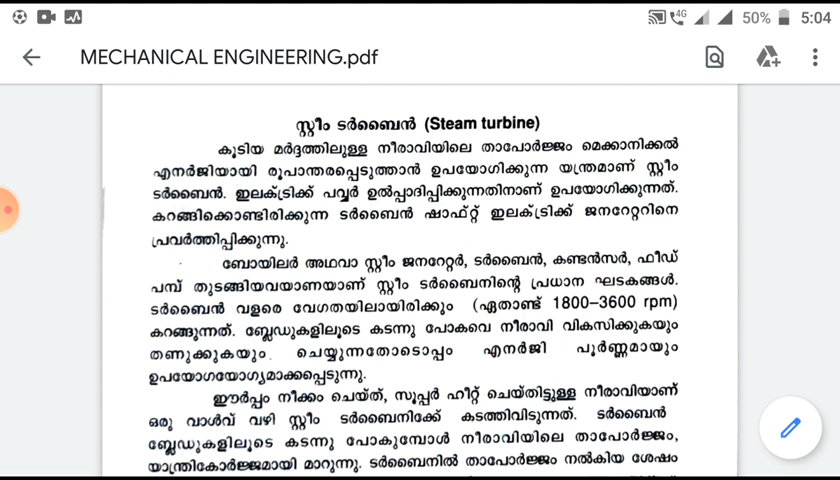 4G 50% 5:04
MECHANICAL ENGINEERING.pdf
സ്റ്റീം ടർബൈൻ (Steam turbine)
കൂടിയ മർദ്ദത്തിലുള്ള നീരാവിയിലെ താപോർജ്ജം മെക്കാനിക്കൽ
എനർജിയായി രൂപാന്തരപ്പെടുത്താൻ ഉപയോഗിക്കുന്ന യന്ത്രമാണ് സ്റ്റീം
ടർബൈൻ. ഇലക്ട്രിക്ക് പവ്വർ ഉൽപ്പാദിപ്പിക്കുന്നതിനാണ് ഉപയോഗിക്കുന്നത്.
കറങ്ങിക്കൊണ്ടിരിക്കുന്ന ടർബൈൻ ഷാഫ്റ്റ് ഇലക്ട്രിക്ക് ജനറേറ്ററിനെ
പ്രവർത്തിപ്പിക്കുന്നു.
ബോയിലർ അഥവാ സ്റ്റീം ജനറേറ്റർ, ടർബൈൻ, കണ്ടൻസർ, ഫീഡ്
പമ്പ് തുടങ്ങിയവയാണയാണ് സ്റ്റീം ടർബൈനിന്റെ പ്രധാന ഘടകങ്ങൾ.
ടർബൈൻ വളരെ വേഗതയിലായിരിക്കും (ഏതാണ്ട് 1800–3600 rpm)
കറങ്ങുന്നത്. ബ്ലേഡുകളിലൂടെ കടന്നു പോകവെ നീരാവി വികസിക്കുകയും
തണുക്കുകയും ചെയ്യുന്നതോടൊപ്പം എനർജി പൂർണ്ണമായും
ഉപയോഗയോഗ്യമാക്കപ്പെടുന്നു.
ഈർപ്പം നീക്കം ചെയ്ത്, സൂപ്പർ ഹീറ്റ് ചെയ്തിട്ടുള്ള നീരാവിയാണ്
ഒരു വാൾവ് വഴി സ്റ്റീം ടർബൈനിക്കേ് കടത്തിവിടുന്നത്. ടർബൈൻ
ബ്ലേഡുകളിലൂടെ കടന്നു പോകുമ്പോൾ നീരാവിയിലെ താപോർജ്ജം,
യാന്ത്രികോർജ്ജമായി മാറുന്നു. ടർബൈനിൽ താപോർജ്ജം നൽകിയ ശേഷം